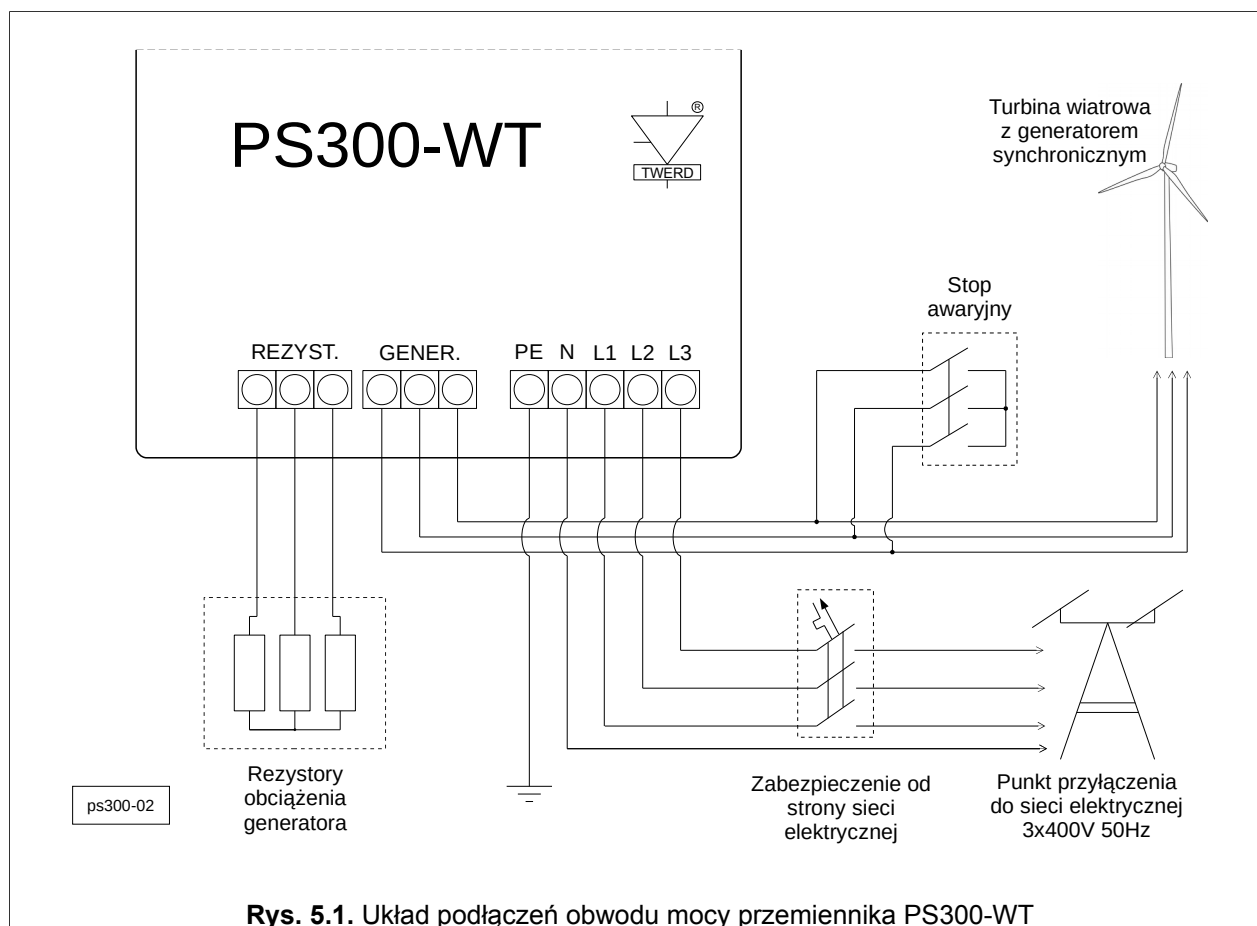 PS300-WT
®
TWERD
Turbina wiatrowa
z generatorem
synchronicznym
Stop
awaryjny
REZYST. GENER. PE N L1 L2 L3
Rezystory
obciążenia
generatora
ps300-02
Zabezpieczenie od
strony sieci
elektrycznej
Punkt przyłączenia
do sieci elektrycznej
3x400V 50Hz
Rys. 5.1. Układ podłączeń obwodu mocy przemiennika PS300-WT